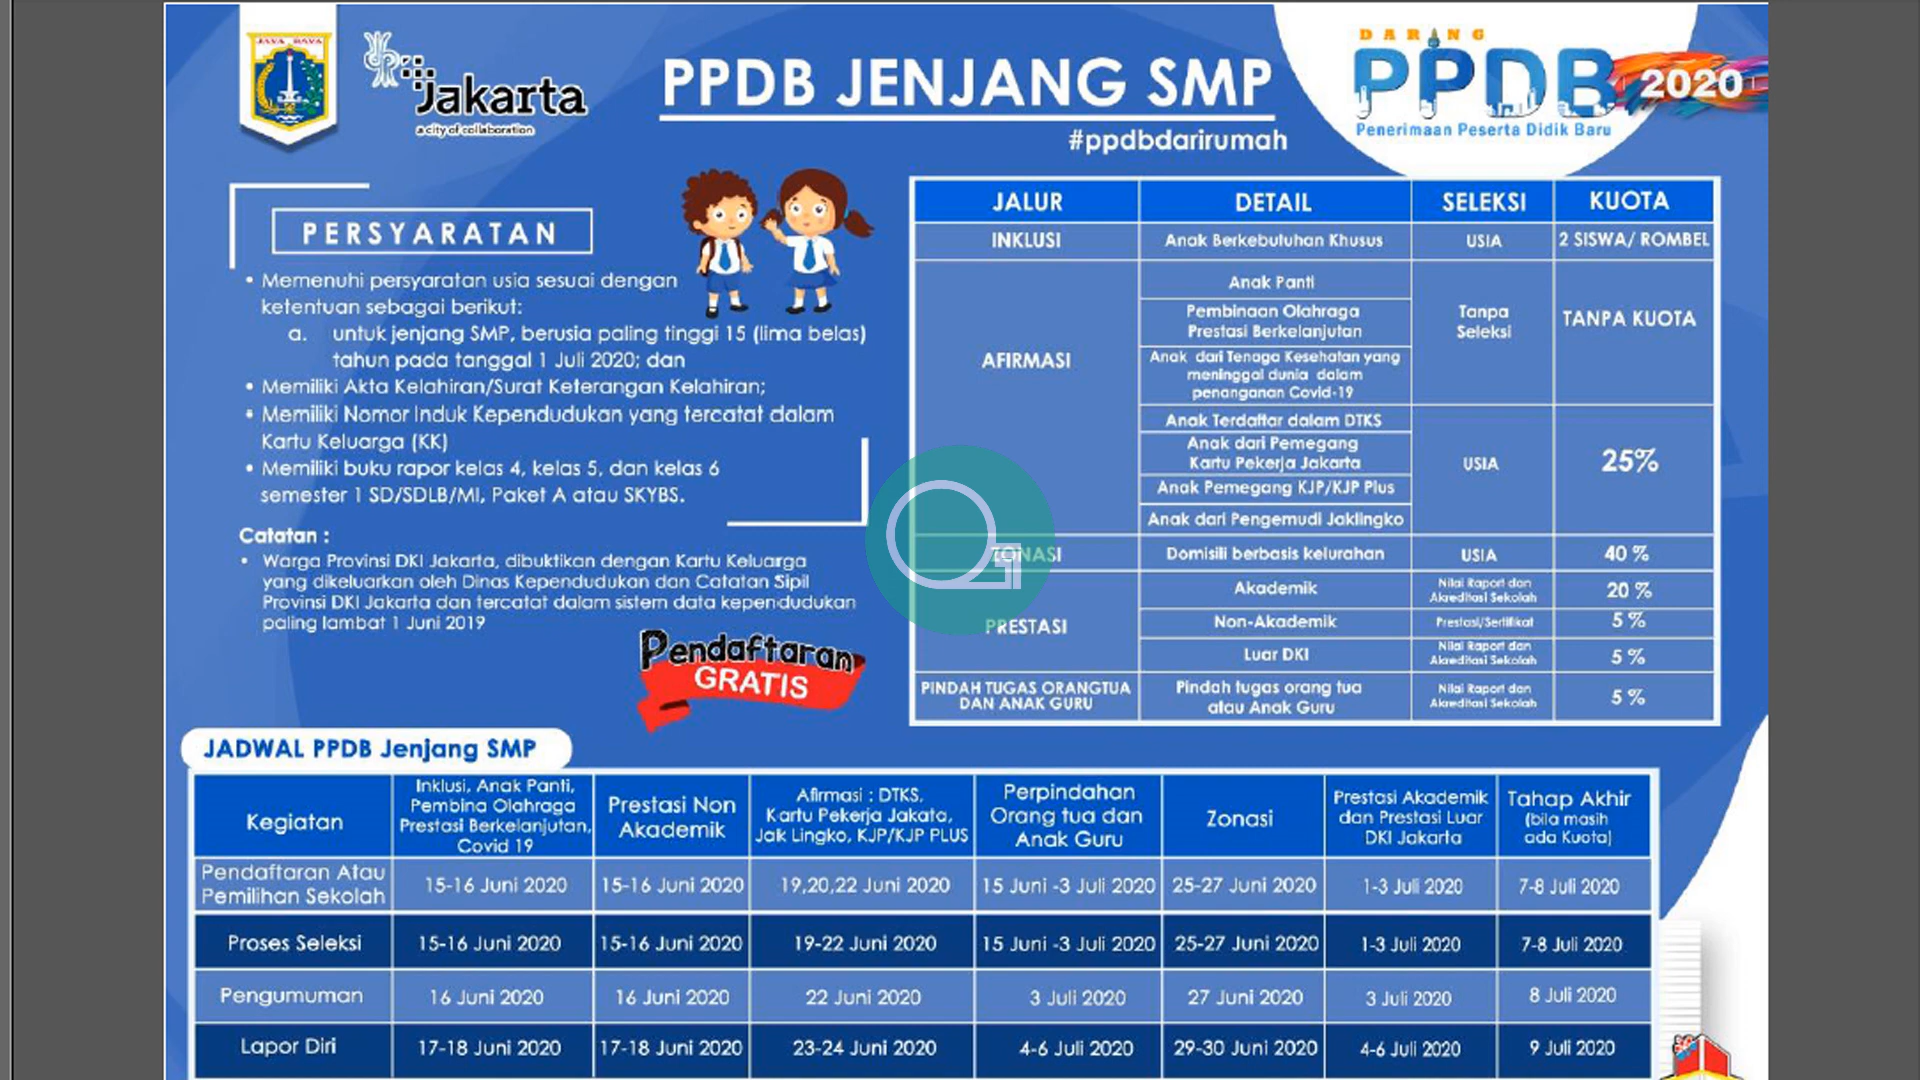 JAYA RAYA
Jakarta
a city of collaboration
PPDB JENJANG SMP
#ppdbdarirumah
DARING
PPDB 2020
Penerimaan Peserta Didik Baru
PERSYARATAN
• Memenuhi persyaratan usia sesuai dengan
ketentuan sebagai berikut:
a. untuk jenjang SMP, berusia paling tinggi 15 (lima belas)
tahun pada tanggal 1 Juli 2020; dan
• Memiliki Akta Kelahiran/Surat Keterangan Kelahiran;
• Memiliki Nomor Induk Kependudukan yang tercatat dalam
Kartu Keluarga (KK)
• Memiliki buku rapor kelas 4, kelas 5, dan kelas 6
semester 1 SD/SDLB/MI, Paket A atau SKYBS.
Catatan :
• Warga Provinsi DKI Jakarta, dibuktikan dengan Kartu Keluarga
yang dikeluarkan oleh Dinas Kependudukan dan Catatan Sipil
Provinsi DKI Jakarta dan tercatat dalam sistem data kependudukan
paling lambat 1 Juni 2019
Pendaftaran
GRATIS
JALUR DETAIL SELEKSI KUOTA
INKLUSI Anak Berkebutuhan Khusus USIA 2 SISWA/ ROMBEL
AFIRMASI
Anak Panti
Pembinaan Olahraga
Prestasi Berkelanjutan
Anak dari Tenaga Kesehatan yang
meninggal dunia dalam
penanganan Covid-19
Tanpa
Seleksi
TANPA KUOTA
Anak Terdaftar dalam DTKS
Anak dari Pemegang
Kartu Pekerja Jakarta
Anak Pemegang KJP/KJP Plus
Anak dari Pengemudi Jaklingko
USIA
25%
ZONASI Domisili berbasis kelurahan USIA 40 %
PRESTASI
Akademik
Nilai Raport dan
Akreditasi Sekolah
20 %
Non-Akademik Prestasi/Sertifikat 5 %
Luar DKI
Nilai Raport dan
Akreditasi Sekolah
5 %
PINDAH TUGAS ORANGTUA
DAN ANAK GURU
Pindah tugas orang tua
atau Anak Guru
Nilai Raport dan
Akreditasi Sekolah
5 %
JADWAL PPDB Jenjang SMP
Kegiatan
Inklusi, Anak Panti,
Pembina Olahraga
Prestasi Berkelanjutan,
Covid 19
Prestasi Non
Akademik
Afirmasi : DTKS,
Kartu Pekerja Jakata,
Jak Lingko, KJP/KJP PLUS
Perpindahan
Orang tua dan
Anak Guru
Zonasi
Prestasi Akademik
dan Prestasi Luar
DKI Jakarta
Tahap Akhir
(bila masih
ada Kuota)
Pendaftaran Atau
Pemilihan Sekolah
15-16 Juni 2020 15-16 Juni 2020 19,20,22 Juni 2020 15 Juni -3 Juli 2020 25-27 Juni 2020 1-3 Juli 2020 7-8 Juli 2020
Proses Seleksi 15-16 Juni 2020 15-16 Juni 2020 19-22 Juni 2020 15 Juni -3 Juli 2020 25-27 Juni 2020 1-3 Juli 2020 7-8 Juli 2020
Pengumuman 16 Juni 2020 16 Juni 2020 22 Juni 2020 3 Juli 2020 27 Juni 2020 3 Juli 2020 8 Juli 2020
Lapor Diri 17-18 Juni 2020 17-18 Juni 2020 23-24 Juni 2020 4-6 Juli 2020 29-30 Juni 2020 4-6 Juli 2020 9 Juli 2020